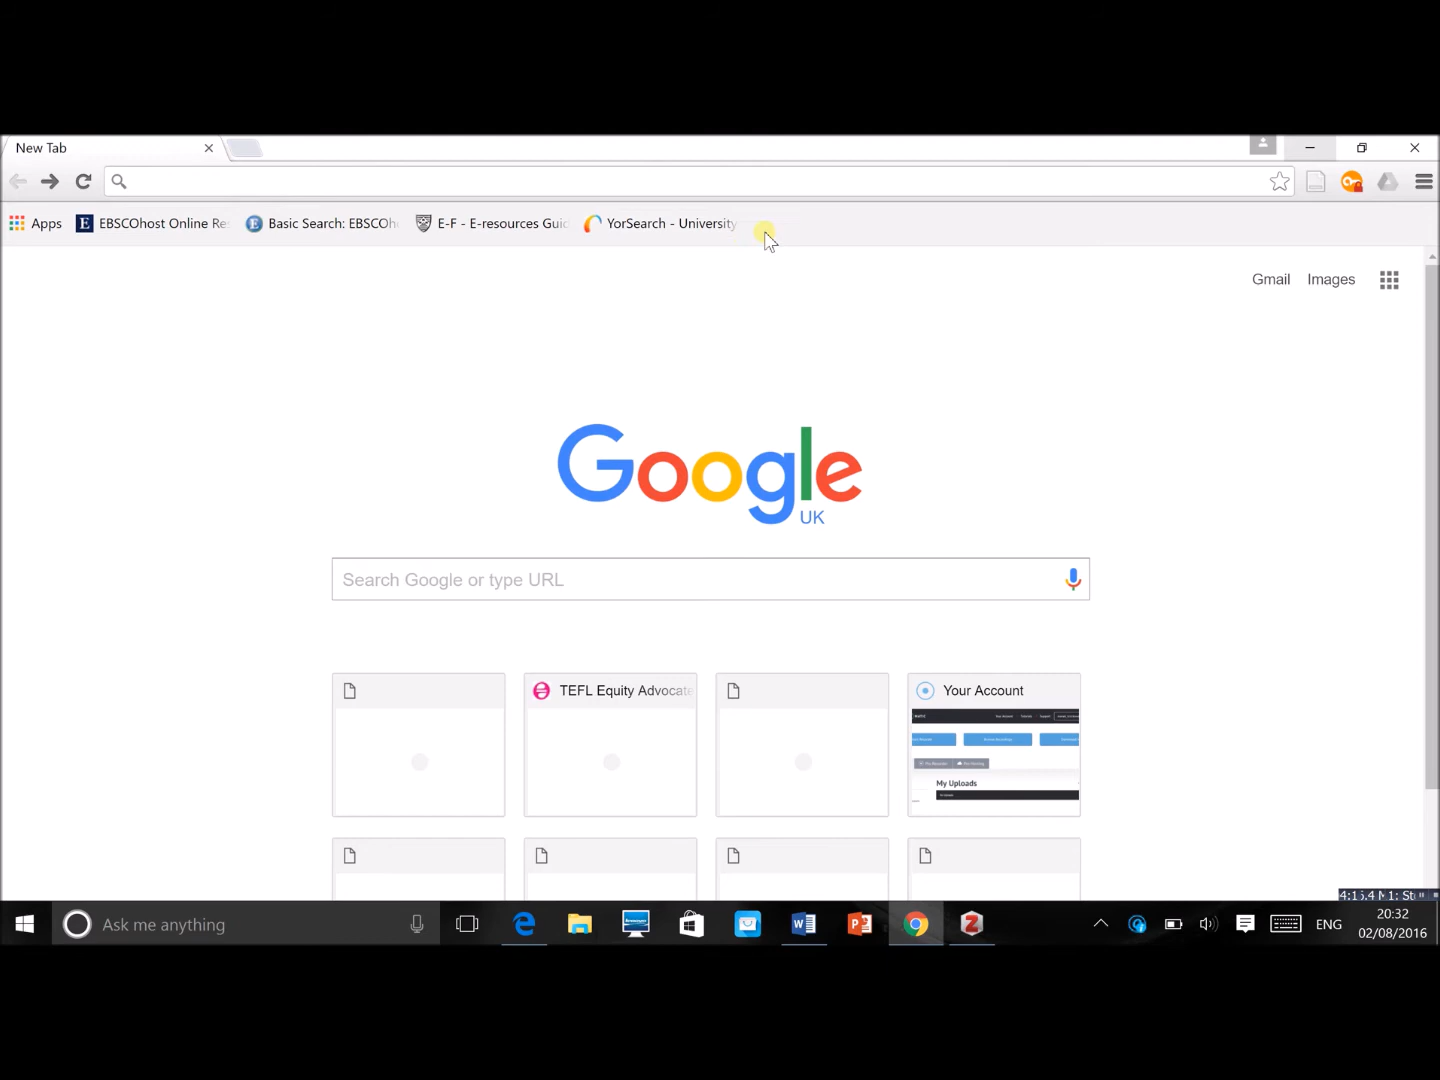 New Tab
Apps EBSCOhost Online Re Basic Search: EBSCOh E-F - E-resources Gui YorSearch - University
Gmail Images
Google
UK
Search Google or type URL
TEFL Equity Advocate Your Account
My Uploads
Ask me anything
ENG
20:32
02/08/2016